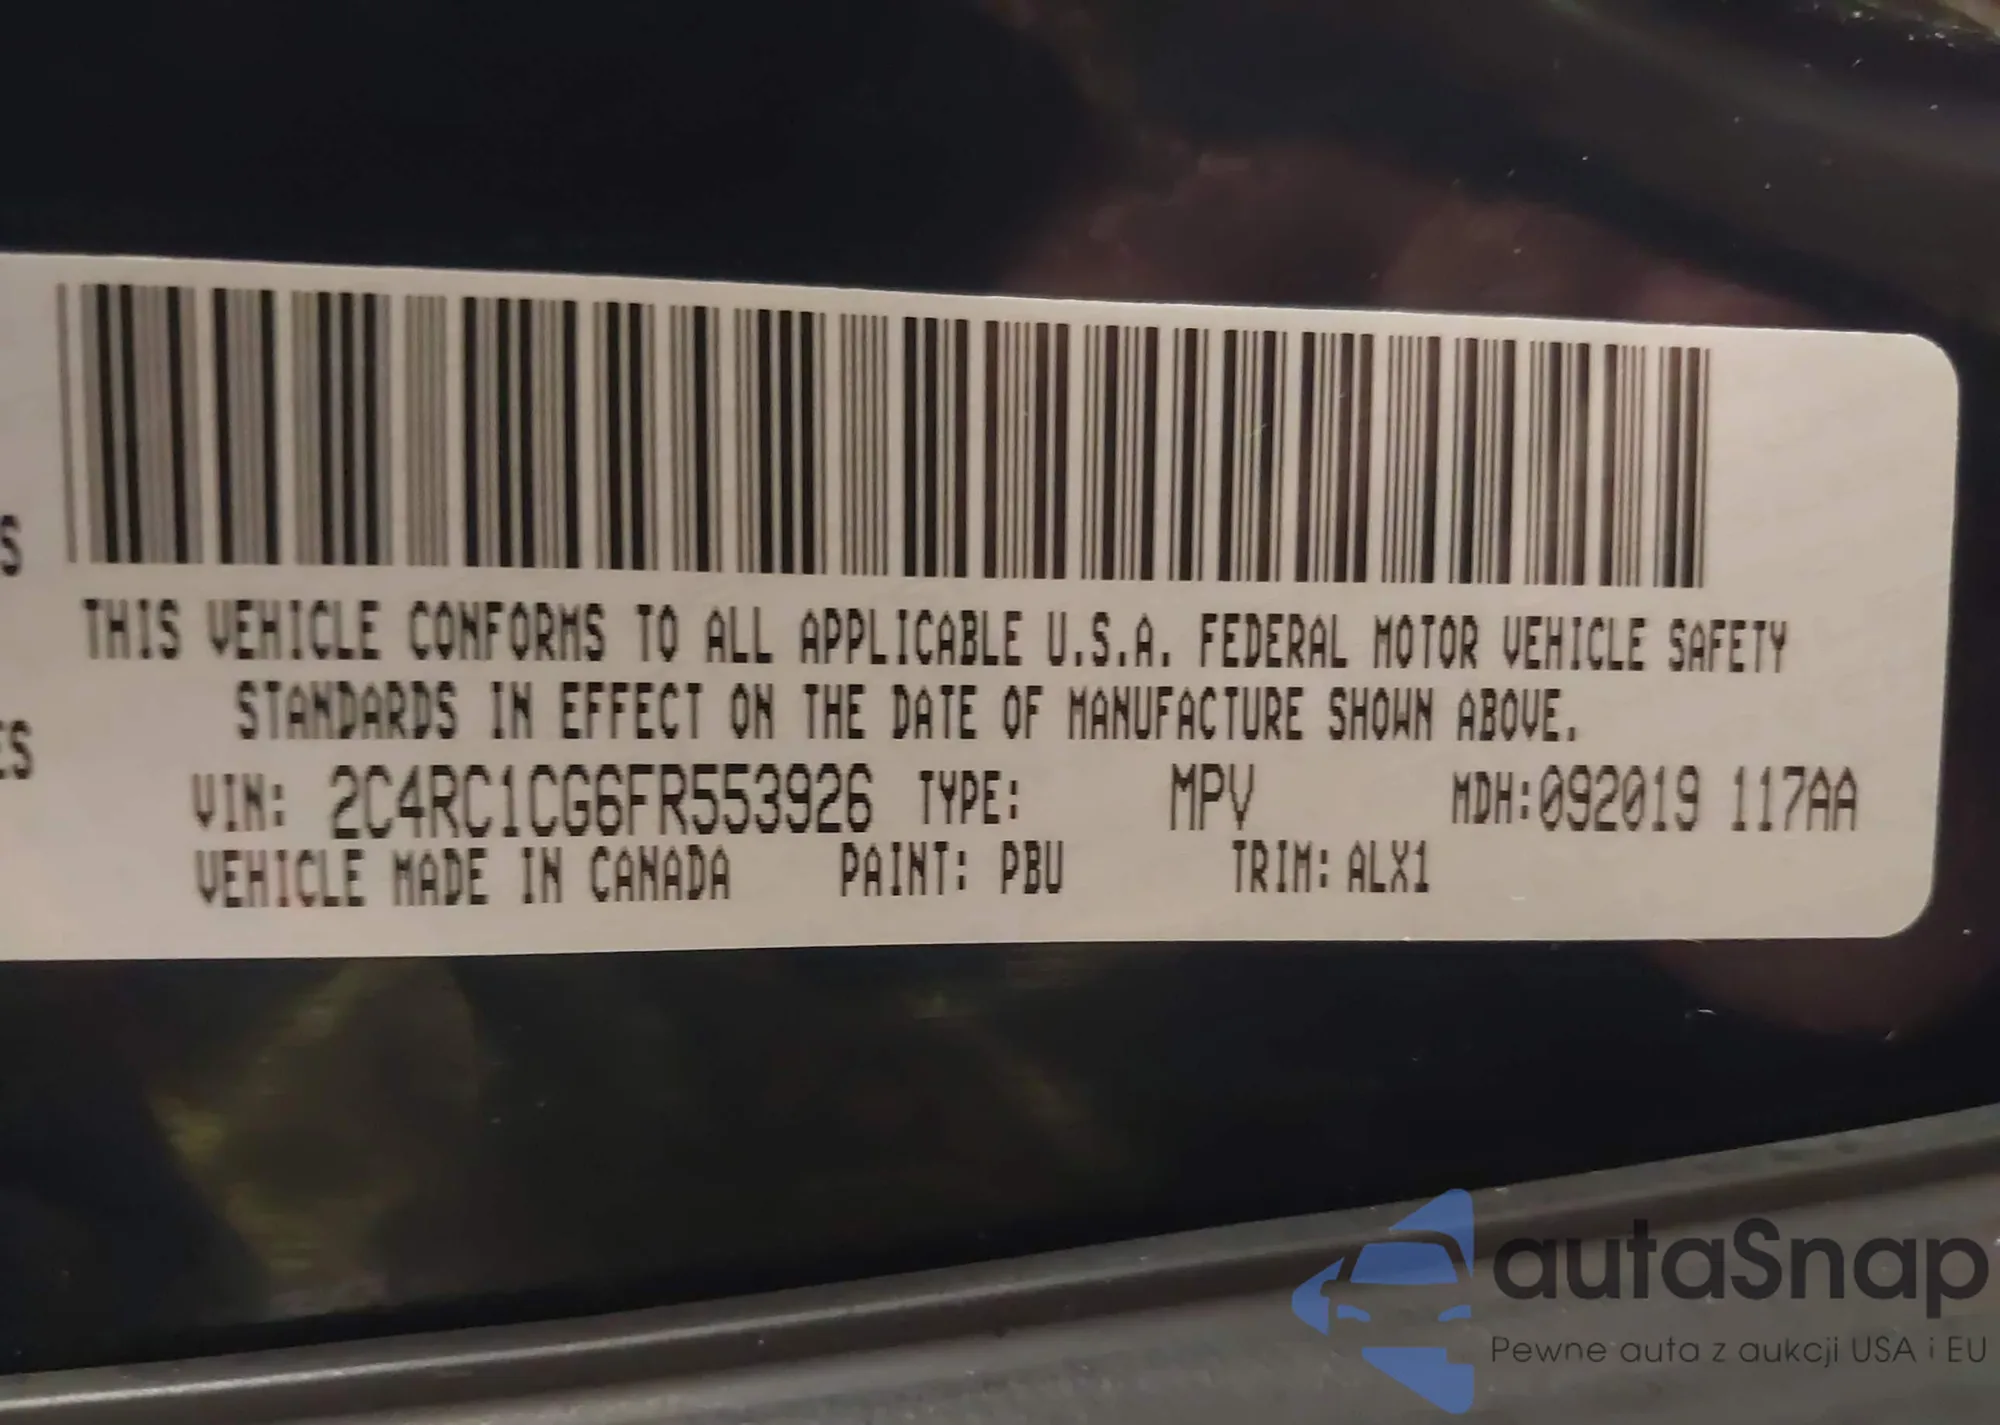 S
THIS VEHICLE CONFORMS TO ALL APPLICABLE U.S.A. FEDERAL MOTOR VEHICLE SAFETY
ES
STANDARDS IN EFFECT ON THE DATE OF MANUFACTURE SHOWN ABOVE.
VIN: 2C4RC1CG6FR553926 TYPE: MPV MDH:092019 117AA
VEHICLE MADE IN CANADA PAINT: PBU TRIM: ALX1
autaSnap
Pewne auta z aukcji USA i EU